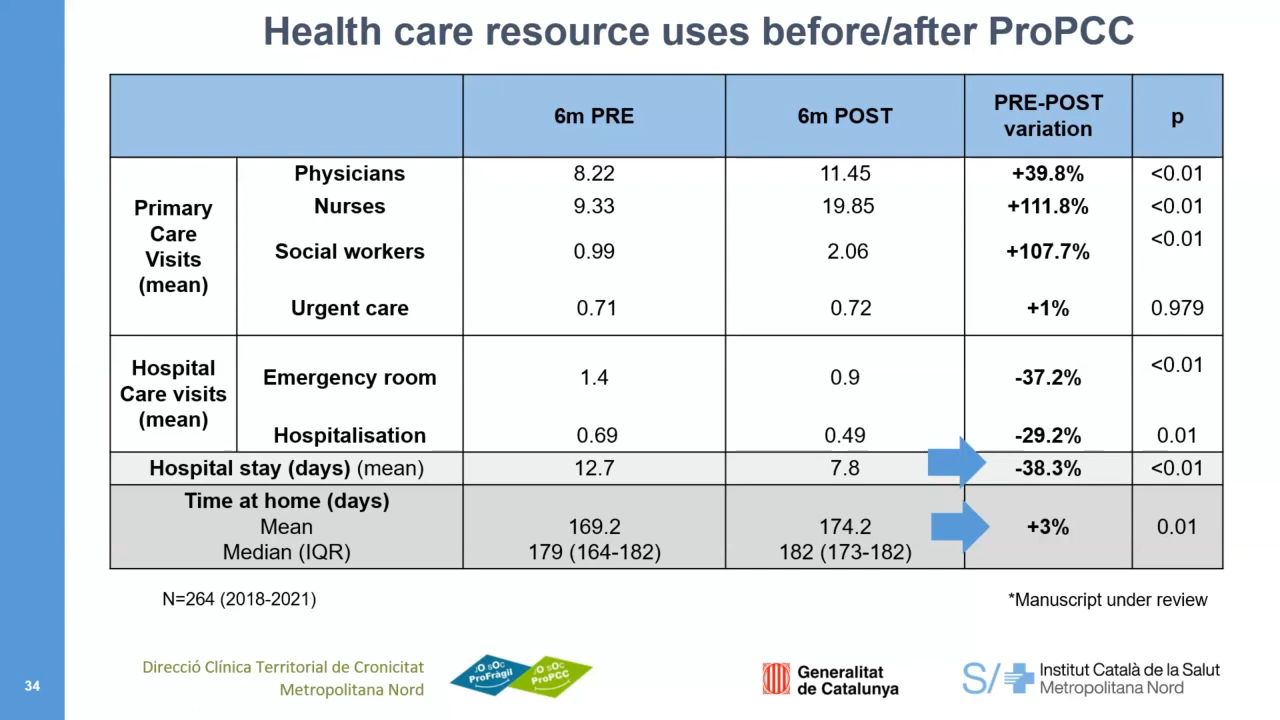 Health care resource uses before/after ProPCC
6m PRE
6m POST
PRE-POST
variation
p
Primary
Care
Visits
(mean)
Physicians
8.22
11.45
+39.8%
<0.01
Nurses
9.33
19.85
+111.8%
<0.01
Social workers
0.99
2.06
+107.7%
<0.01
Urgent care
0.71
0.72
+1%
0.979
Hospital
Care visits
(mean)
Emergency room
1.4
0.9
-37.2%
<0.01
Hospitalisation
0.69
0.49
-29.2%
0.01
Hospital stay (days) (mean)
12.7
7.8
-38.3%
<0.01
Time at home (days)
Mean
169.2
174.2
+3%
0.01
Median (IQR)
179 (164-182)
182 (173-182)
N=264 (2018-2021)
*Manuscript under review
34
Direcció Clínica Territorial de Cronicitat
Metropolitana Nord
JO SÓC
ProFràgil
JO SÓC
ProPCC
Generalitat
de Catalunya
S/
Institut Català de la Salut
Metropolitana Nord